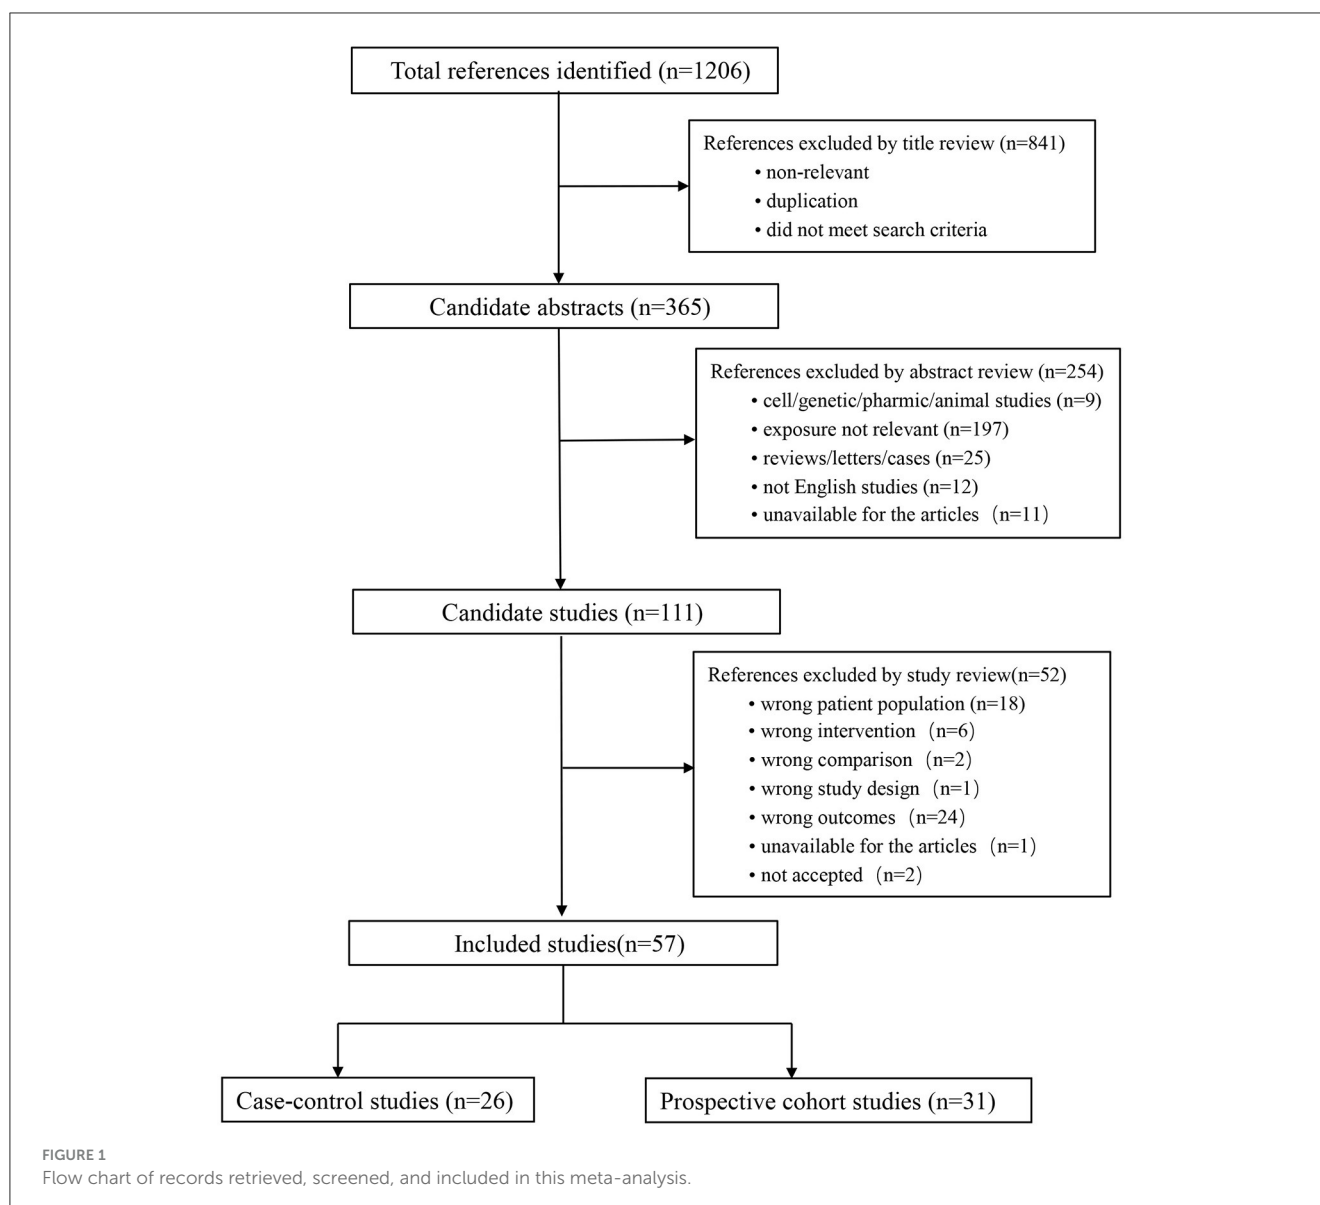 Total references identified (n=1206)
References excluded by title review (n=841)
• non-relevant
• duplication
• did not meet search criteria
Candidate abstracts (n=365)
References excluded by abstract review (n=254)
• cell/genetic/pharmic/animal studies (n=9)
• exposure not relevant (n=197)
• reviews/letters/cases (n=25)
• not English studies (n=12)
• unavailable for the articles（n=11）
Candidate studies (n=111)
References excluded by study review(n=52)
• wrong patient population (n=18)
• wrong intervention（n=6）
• wrong comparison（n=2）
• wrong study design（n=1）
• wrong outcomes（n=24）
• unavailable for the articles（n=1）
• not accepted（n=2）
Included studies(n=57)
Case-control studies (n=26)
Prospective cohort studies (n=31)
FIGURE 1
Flow chart of records retrieved, screened, and included in this meta-analysis.